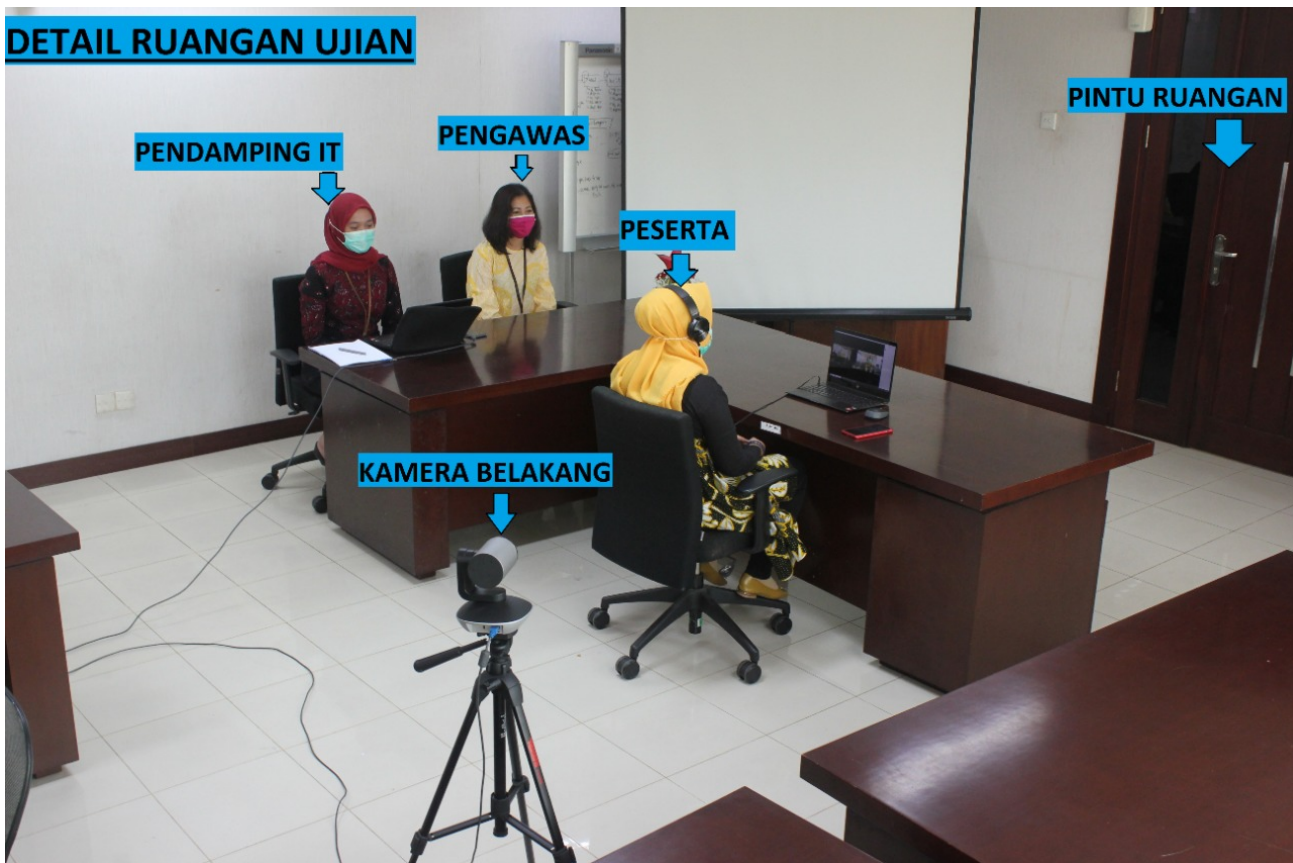 DETAIL RUANGAN UJIAN
PINTU RUANGAN
PENGAWAS
PENDAMPING IT
PESERTA
KAMERA BELAKANG